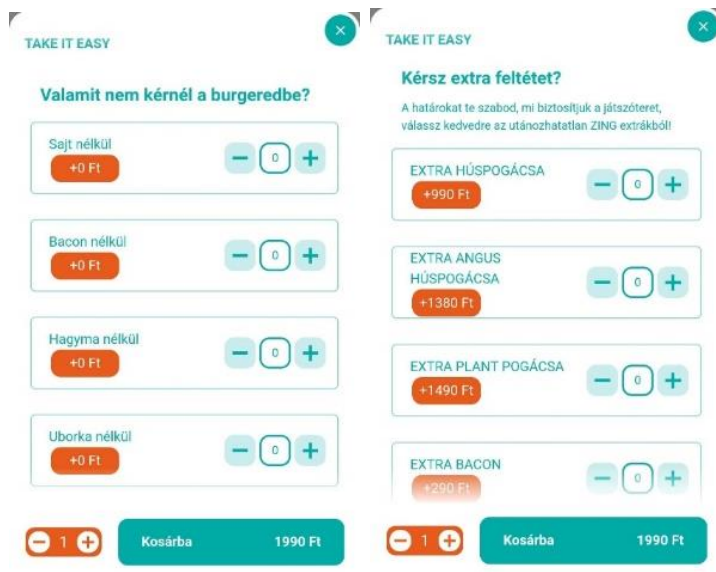 TAKE IT EASY
Valamit nem kérnél a burgeredbe?
Sajt nélkül
+0 Ft
0
Bacon nélkül
+0 Ft
0
Hagyma nélkül
+0 Ft
0
Uborka nélkül
+0 Ft
0
1
Kosárba 1990 Ft
TAKE IT EASY
Kérsz extra feltétet?
A határokat te szabod, mi biztosítjuk a játszóteret,
válassz kedvedre az utánozhatatlan ZING extrákból!
EXTRA HÚSPOGÁCSA
+990 Ft
0
EXTRA ANGUS
HÚSPOGÁCSA
+1380 Ft
0
EXTRA PLANT POGÁCSA
+1490 Ft
0
EXTRA BACON
+290 Ft
0
1
Kosárba 1990 Ft